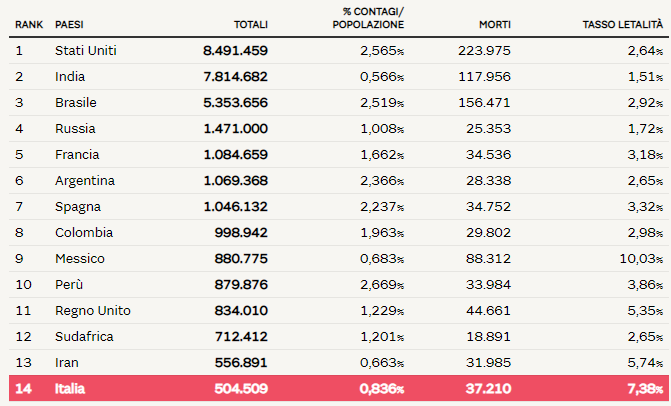 % CONTAGI/
RANK PAESI TOTALI POPOLAZIONE MORTI TASSO LETALITÀ
1 Stati Uniti 8.491.459 2,565% 223.975 2,64%
2 India 7.814.682 0,566% 117.956 1,51%
3 Brasile 5.353.656 2,519% 156.471 2,92%
4 Russia 1.471.000 1,008% 25.353 1,72%
5 Francia 1.084.659 1,662% 34.536 3,18%
6 Argentina 1.069.368 2,366% 28.338 2,65%
7 Spagna 1.046.132 2,237% 34.752 3,32%
8 Colombia 998.942 1,963% 29.802 2,98%
9 Messico 880.775 0,683% 88.312 10,03%
10 Perù 879.876 2,669% 33.984 3,86%
11 Regno Unito 834.010 1,229% 44.661 5,35%
12 Sudafrica 712.412 1,201% 18.891 2,65%
13 Iran 556.891 0,663% 31.985 5,74%
14 Italia 504.509 0,836% 37.210 7,38%